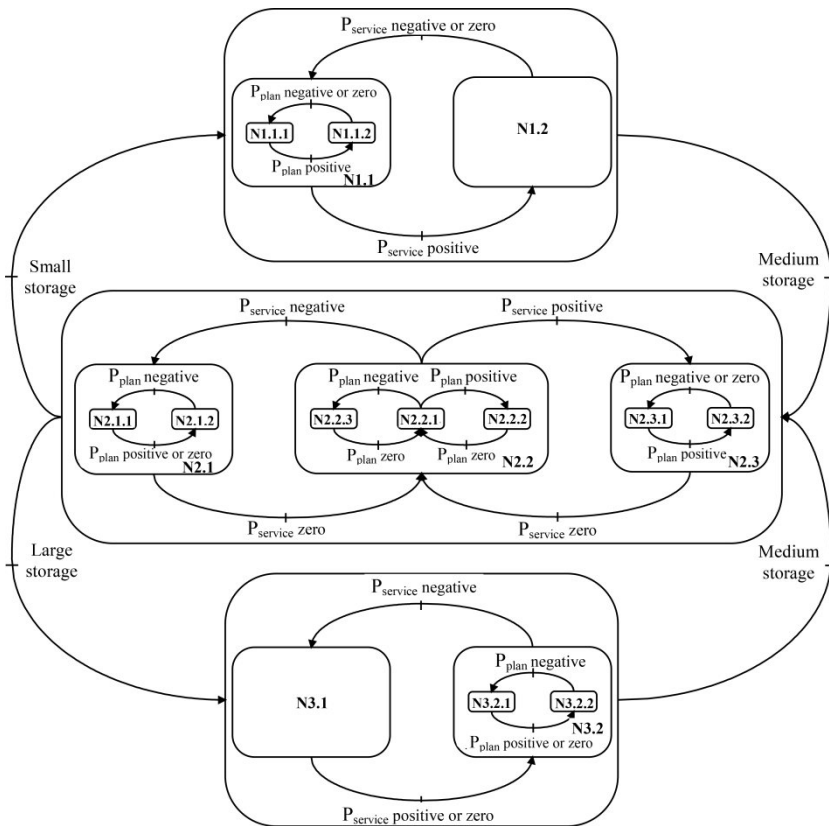 P_service negative or zero
P_plan negative or zero
N1.1.1
N1.1.2
P_plan positive
N1.1
N1.2
P_service positive
Small
storage
Medium
storage
P_service negative
P_service positive
P_plan negative
N2.1.1
N2.1.2
P_plan positive or zero
N2.1
P_plan negative
P_plan positive
N2.2.3
N2.2.1
N2.2.2
P_plan zero
P_plan zero
N2.2
P_plan negative or zero
N2.3.1
N2.3.2
P_plan positive
N2.3
P_service zero
P_service zero
Large
storage
Medium
storage
P_service negative
N3.1
P_plan negative
N3.2.1
N3.2.2
N3.2
P_plan positive or zero
P_service positive or zero